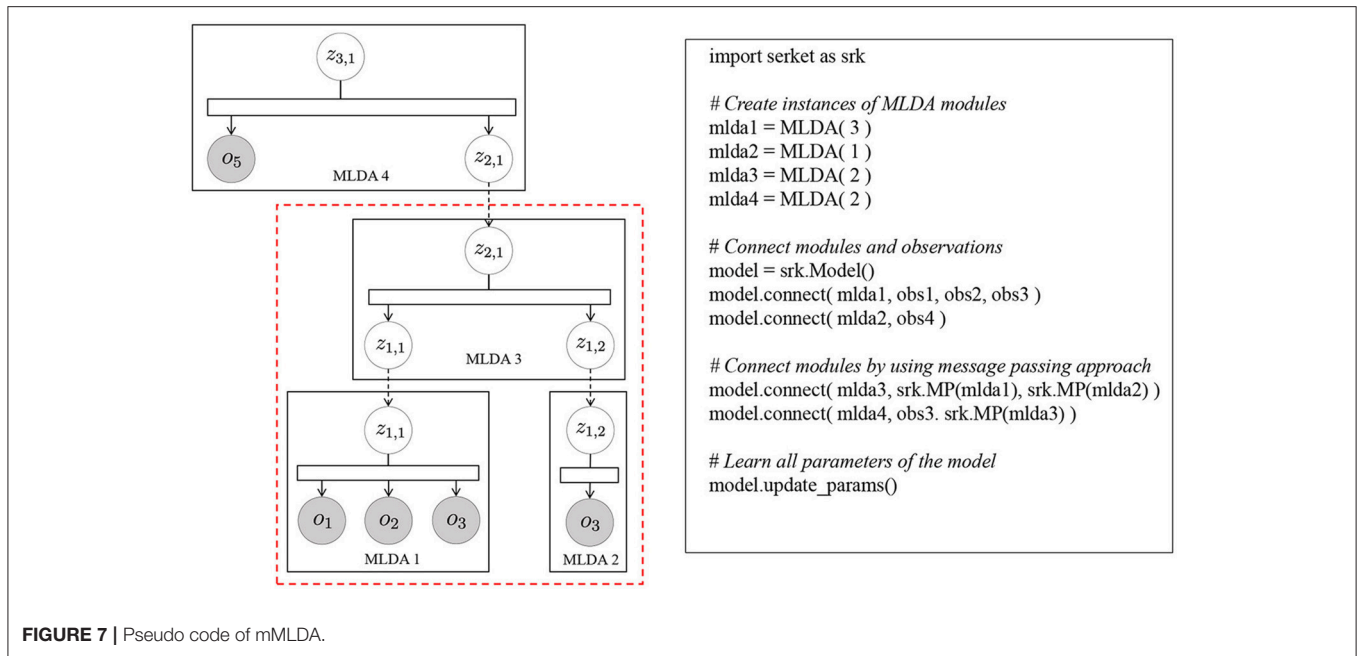 z3,1
o5
z2,1
MLDA 4
z2,1
z1,1
MLDA 3
z1,2
z1,1
z1,2
o1 o2 o3
o3
MLDA 1
MLDA 2
import serket as srk
# Create instances of MLDA modules
mlda1 = MLDA( 3 )
mlda2 = MLDA( 1 )
mlda3 = MLDA( 2 )
mlda4 = MLDA( 2 )
# Connect modules and observations
model = srk.Model()
model.connect( mlda1, obs1, obs2, obs3 )
model.connect( mlda2, obs4 )
# Connect modules by using message passing approach
model.connect( mlda3, srk.MP(mlda1), srk.MP(mlda2) )
model.connect( mlda4, obs3. srk.MP(mlda3) )
# Learn all parameters of the model
model.update_params()
FIGURE 7 | Pseudo code of mMLDA.